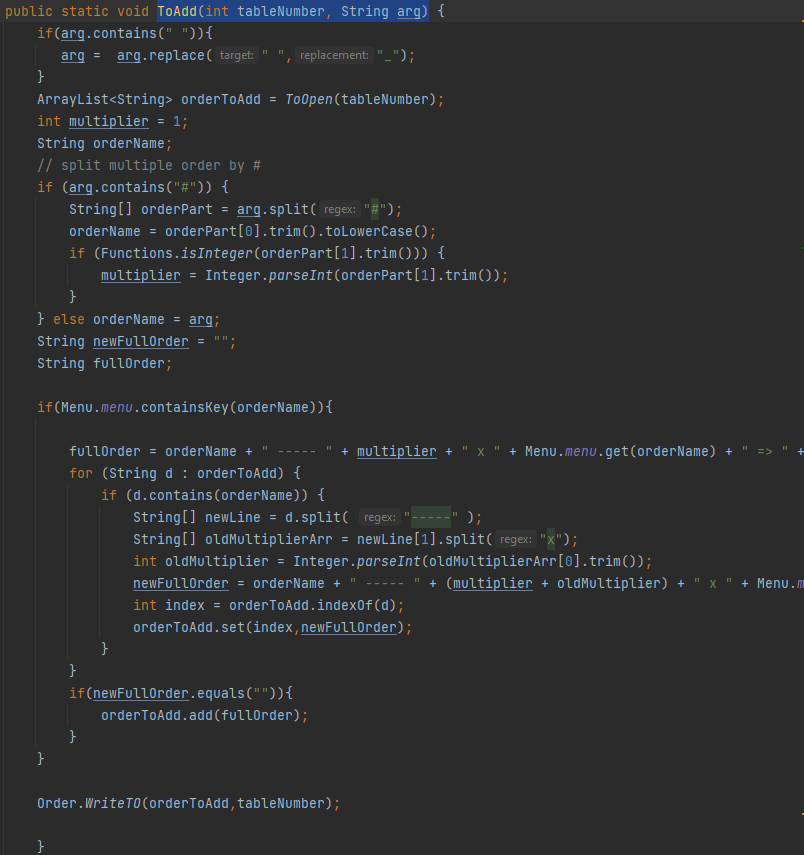 public static void ToAdd(int tableNumber, String arg) {
if(arg.contains(" ")){
arg =  arg.replace( target: " ", replacement: "_");
}
ArrayList<String> orderToAdd = ToOpen(tableNumber);
int multiplier = 1;
String orderName;
// split multiple order by #
if (arg.contains("#")) {
String[] orderPart = arg.split( regex: "#");
orderName = orderPart[0].trim().toLowerCase();
if (Functions.isInteger(orderPart[1].trim())) {
multiplier = Integer.parseInt(orderPart[1].trim());
}
} else orderName = arg;
String newFullOrder = "";
String fullOrder;
if(Menu.menu.containsKey(orderName)){
fullOrder = orderName + " ----- " + multiplier + " x " + Menu.menu.get(orderName) + " => " +
for (String d : orderToAdd) {
if (d.contains(orderName)) {
String[] newLine = d.split( regex: "-----" );
String[] oldMultiplierArr = newLine[1].split( regex: "x");
int oldMultiplier = Integer.parseInt(oldMultiplierArr[0].trim());
newFullOrder = orderName + " ----- " + (multiplier + oldMultiplier) + " x " + Menu.m
int index = orderToAdd.indexOf(d);
orderToAdd.set(index,newFullOrder);
}
}
if(newFullOrder.equals("")){
orderToAdd.add(fullOrder);
}
}
Order.WriteTO(orderToAdd,tableNumber);
}